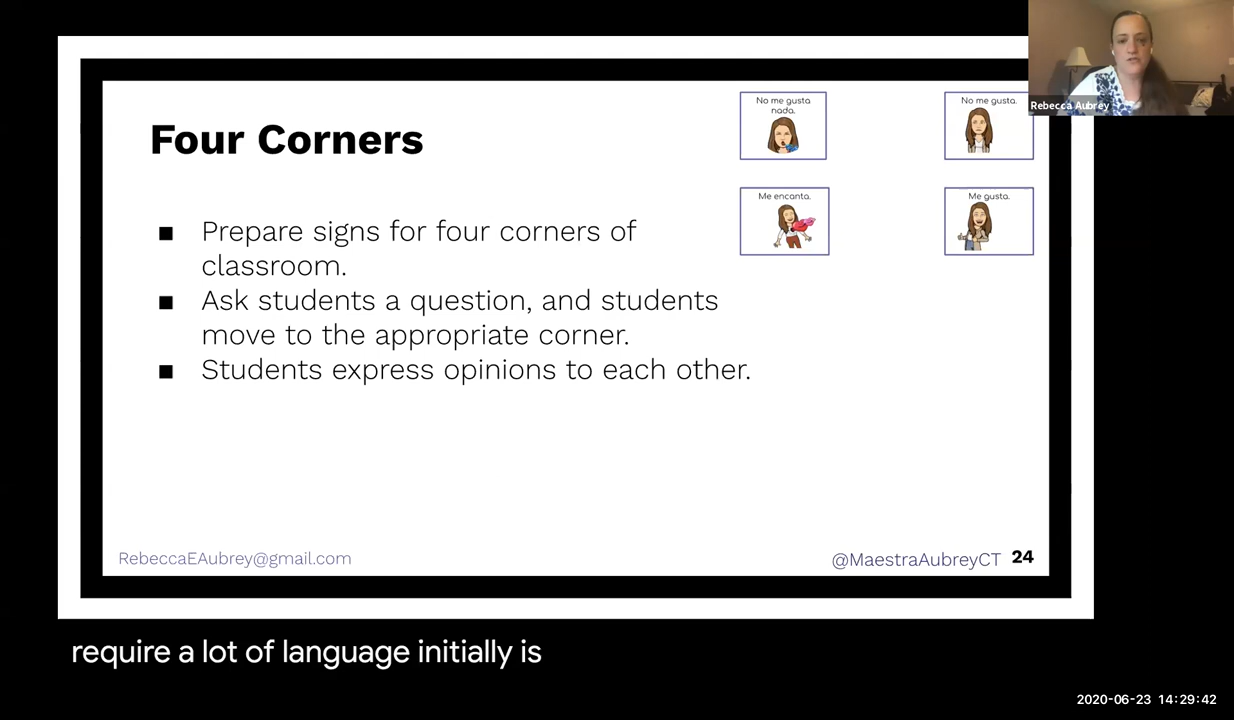 Four Corners
No me gusta
nada.
No me gusta.
Rebecca Aubrey
Me encanta.
Me gusta.
■ Prepare signs for four corners of
classroom.
■ Ask students a question, and students
move to the appropriate corner.
■ Students express opinions to each other.
RebeccaEAubrey@gmail.com
@MaestraAubreyCT 24
require a lot of language initially is
2020-06-23 14:29:42